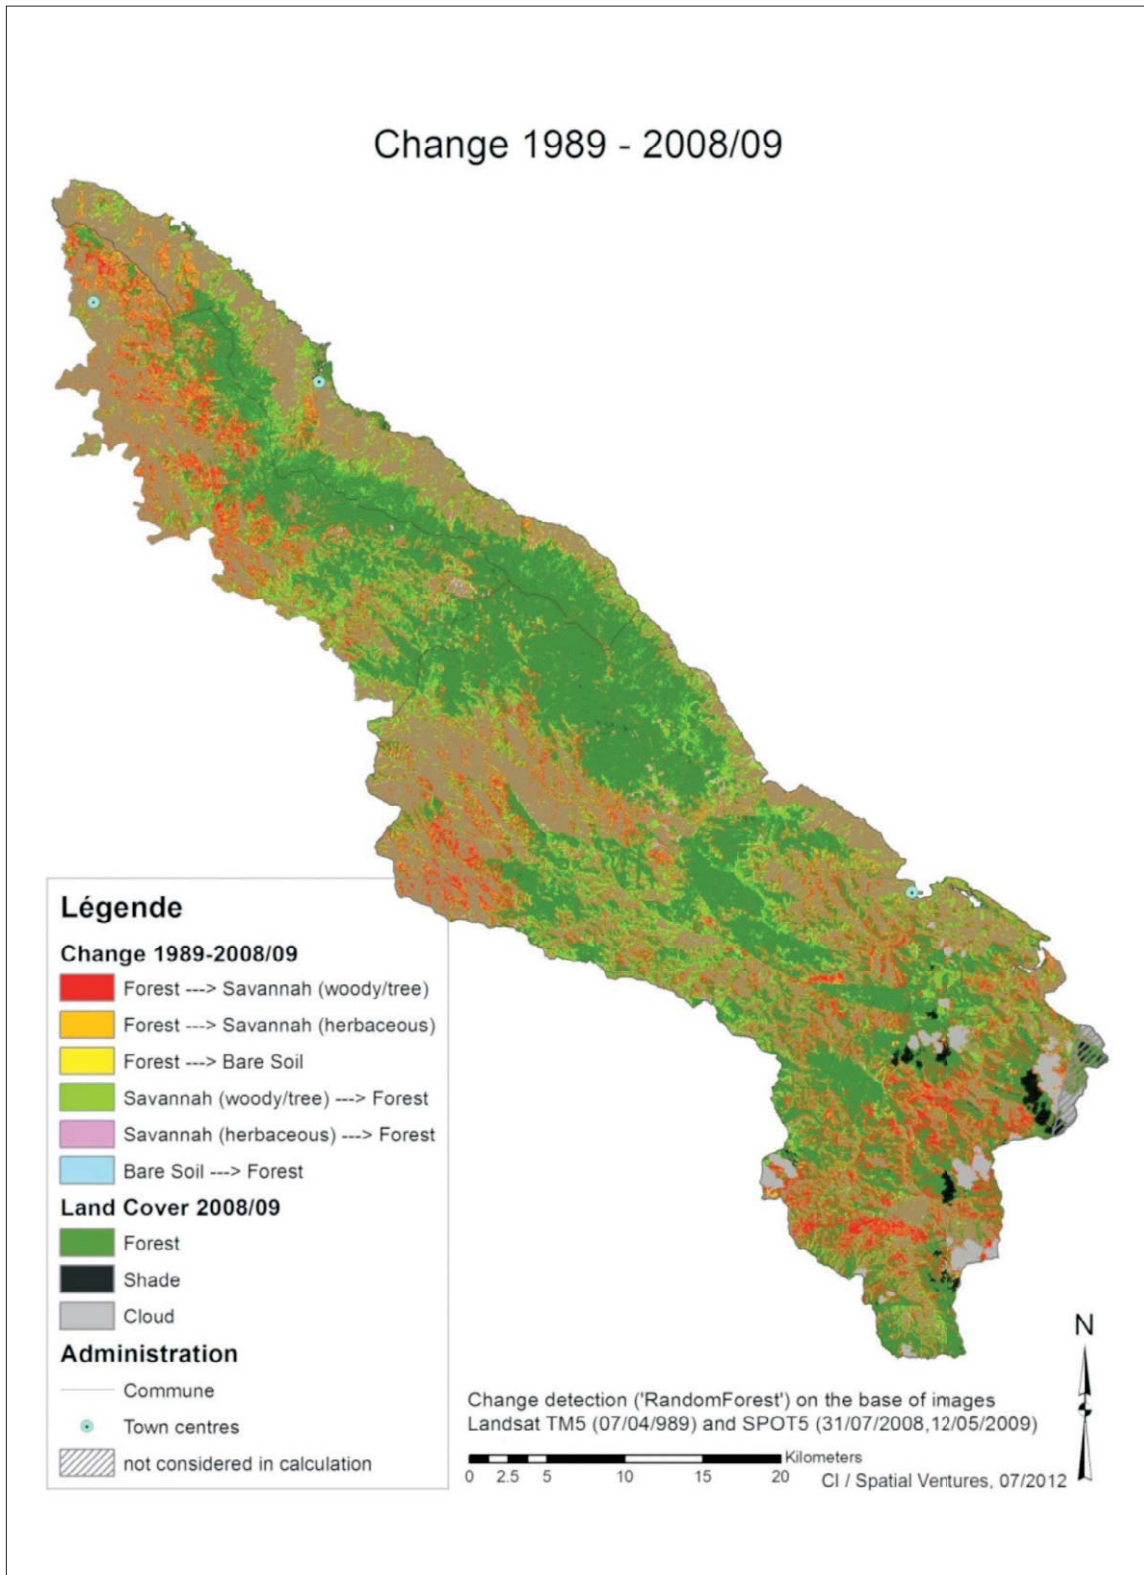 Change 1989 - 2008/09
Légende
Change 1989-2008/09
Forest ---> Savannah (woody/tree)
Forest ---> Savannah (herbaceous)
Forest ---> Bare Soil
Savannah (woody/tree) ---> Forest
Savannah (herbaceous) ---> Forest
Bare Soil ---> Forest
Land Cover 2008/09
Forest
Shade
Cloud
Administration
Commune
Town centres
not considered in calculation
N
Change detection ('RandomForest') on the base of images
Landsat TM5 (07/04/989) and SPOT5 (31/07/2008,12/05/2009)
Kilometers
0 2.5 5 10 15 20
CI / Spatial Ventures, 07/2012